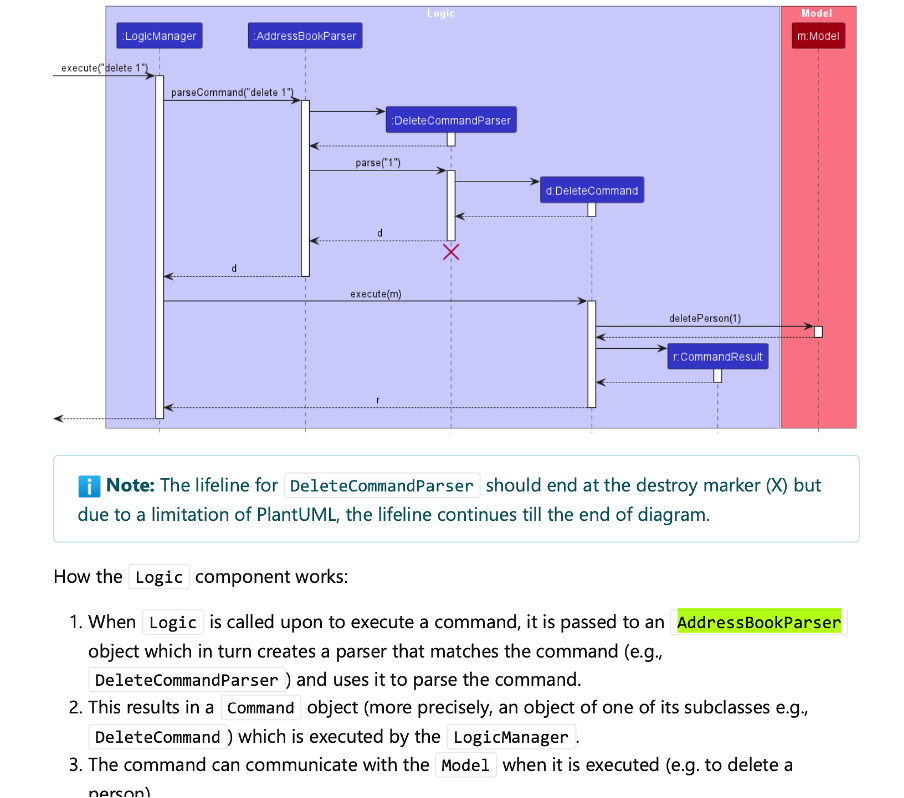 Logic
Model
:LogicManager
:AddressBookParser
m:Model
execute("delete 1")
parseCommand("delete 1")
:DeleteCommandParser
parse("1")
d:DeleteCommand
d
d
execute(m)
deletePerson(1)
r:CommandResult
r
Note: The lifeline for DeleteCommandParser should end at the destroy marker (X) but
due to a limitation of PlantUML, the lifeline continues till the end of diagram.
How the Logic component works:
1. When Logic is called upon to execute a command, it is passed to an AddressBookParser
object which in turn creates a parser that matches the command (e.g.,
DeleteCommandParser) and uses it to parse the command.
2. This results in a Command object (more precisely, an object of one of its subclasses e.g.,
DeleteCommand) which is executed by the LogicManager.
3. The command can communicate with the Model when it is executed (e.g. to delete a
person)